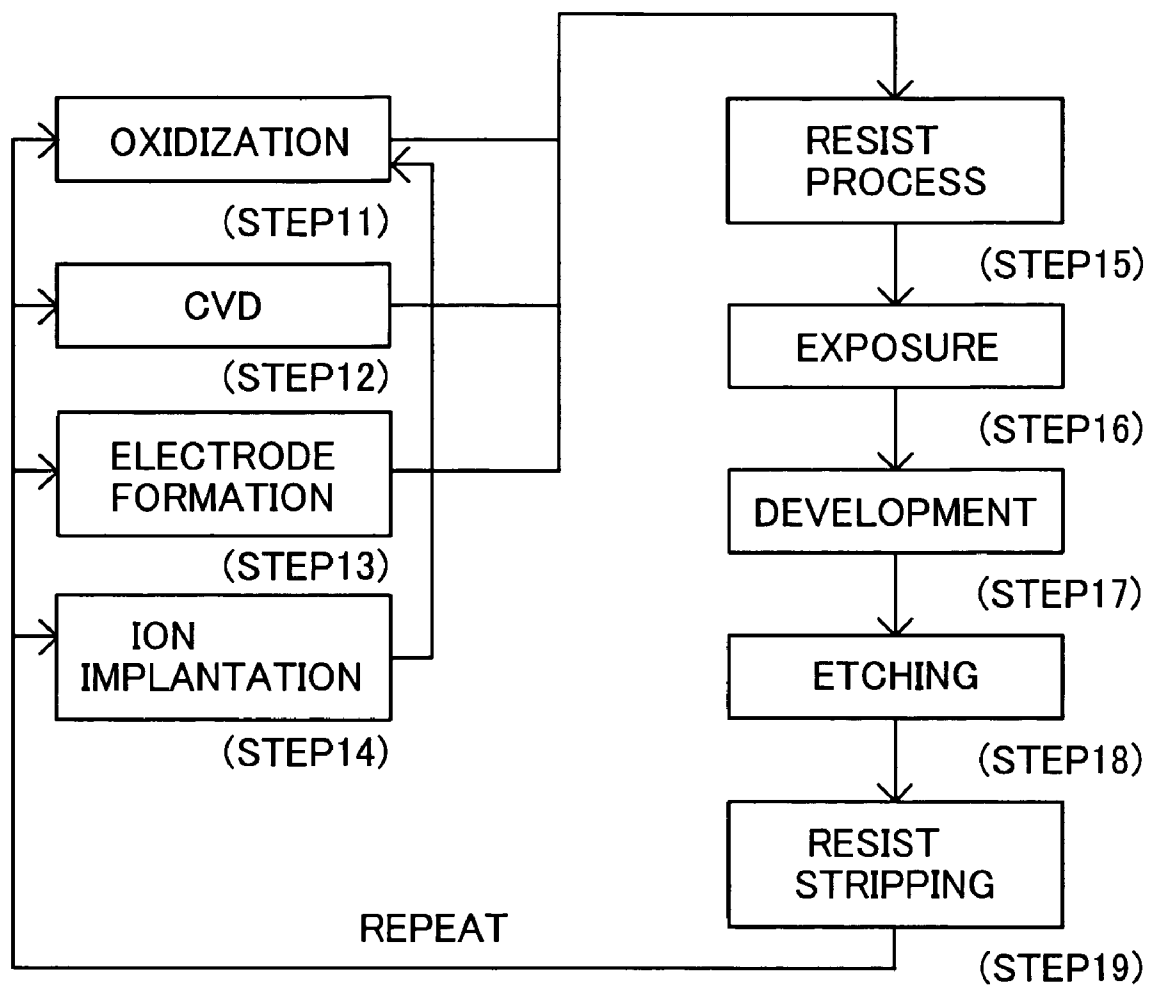 OXIDIZATION
(STEP11)
CVD
(STEP12)
ELECTRODE
FORMATION
(STEP13)
ION
IMPLANTATION
(STEP14)
RESIST
PROCESS
(STEP15)
EXPOSURE
(STEP16)
DEVELOPMENT
(STEP17)
ETCHING
(STEP18)
RESIST
STRIPPING
(STEP19)
REPEAT